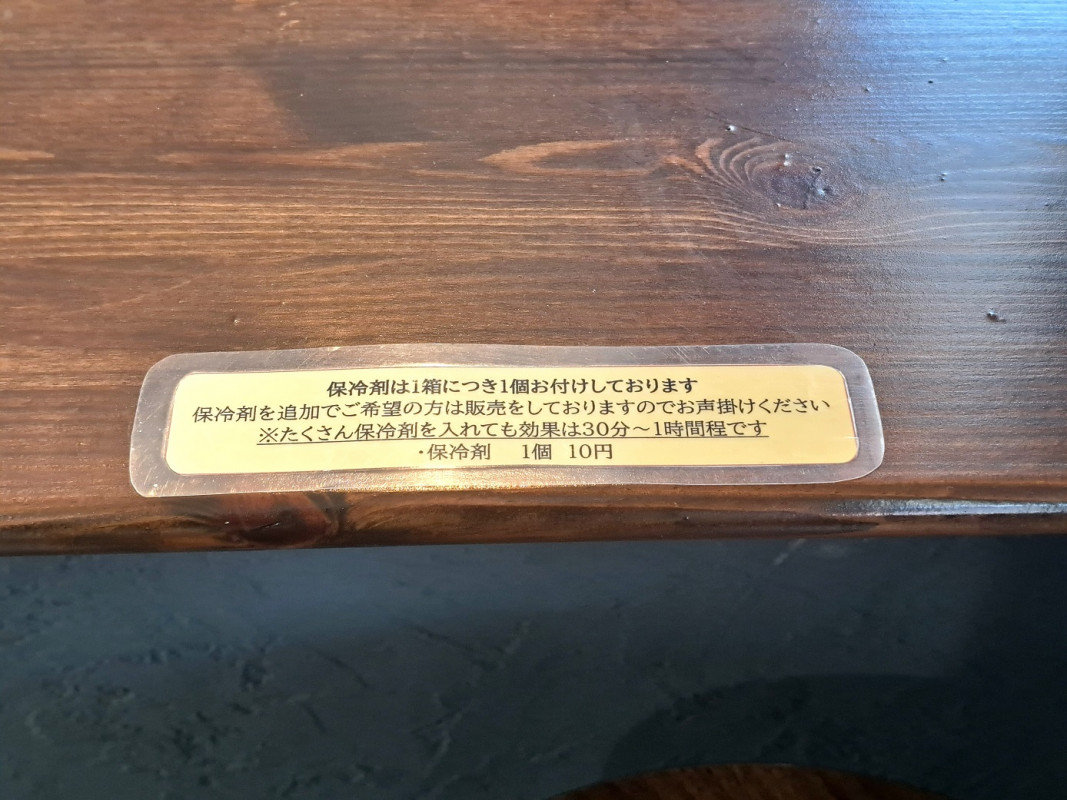 保冷剤は1箱につき1個お付けしております
保冷剤を追加でご希望の方は販売をしておりますのでお声掛けください
※たくさん保冷剤を入れても効果は30分～1時間程です
・保冷剤　1個 10円